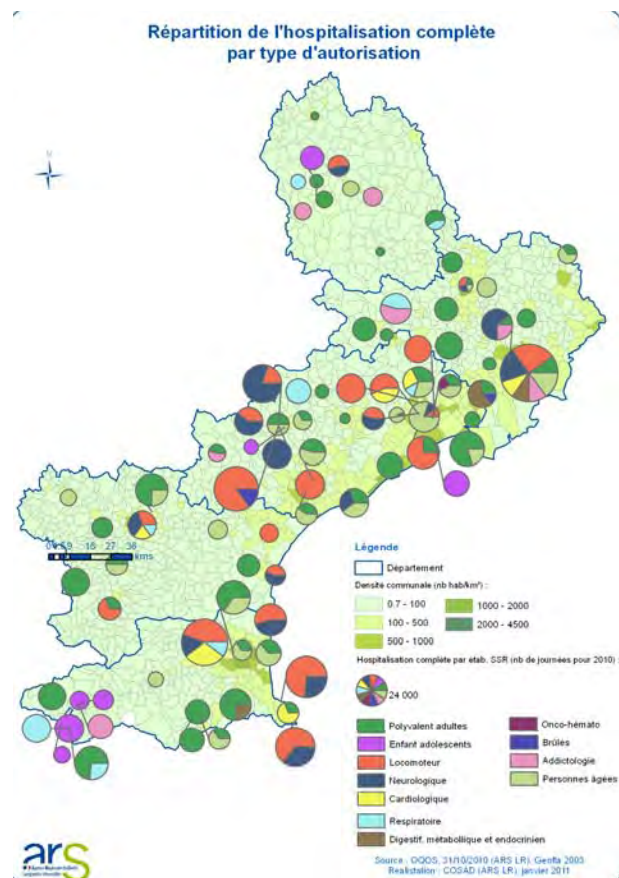 Répartition de l'hospitalisation complète
par type d'autorisation
kms
Légende
Département
Densité communale (nb hab/km²) :
0.7 - 100
1000 - 2000
100 - 500
2000 - 4500
500 - 1000
Hospitalisation complète par etab. SSR (nb de journées pour 2010) :
24 000
Polyvalent adultes
Onco-hémato
Enfant adolescents
Brûlés
Locomoteur
Addictologie
Neurologique
Personnes âgées
Cardiologique
Respiratoire
Digestif, métabolique et endocrinien
ars
Source : OQOS, 31/10/2010 (ARS LR), Geofla 2003
Réalistation : COSAD (ARS LR), janvier 2011